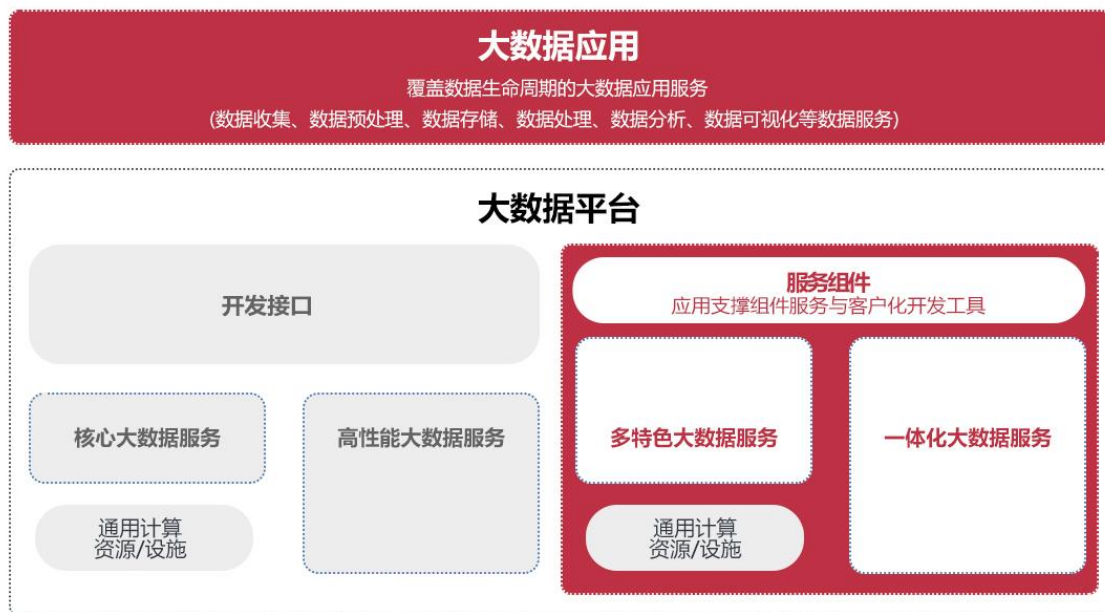 大数据应用
覆盖数据生命周期的大数据应用服务
(数据收集、数据预处理、数据存储、数据处理、数据分析、数据可视化等数据服务)
大数据平台
开发接口
服务组件
应用支撑组件服务与客户化开发工具
核心大数据服务
高性能大数据服务
多特色大数据服务
一体化大数据服务
通用计算
资源/设施
通用计算
资源/设施